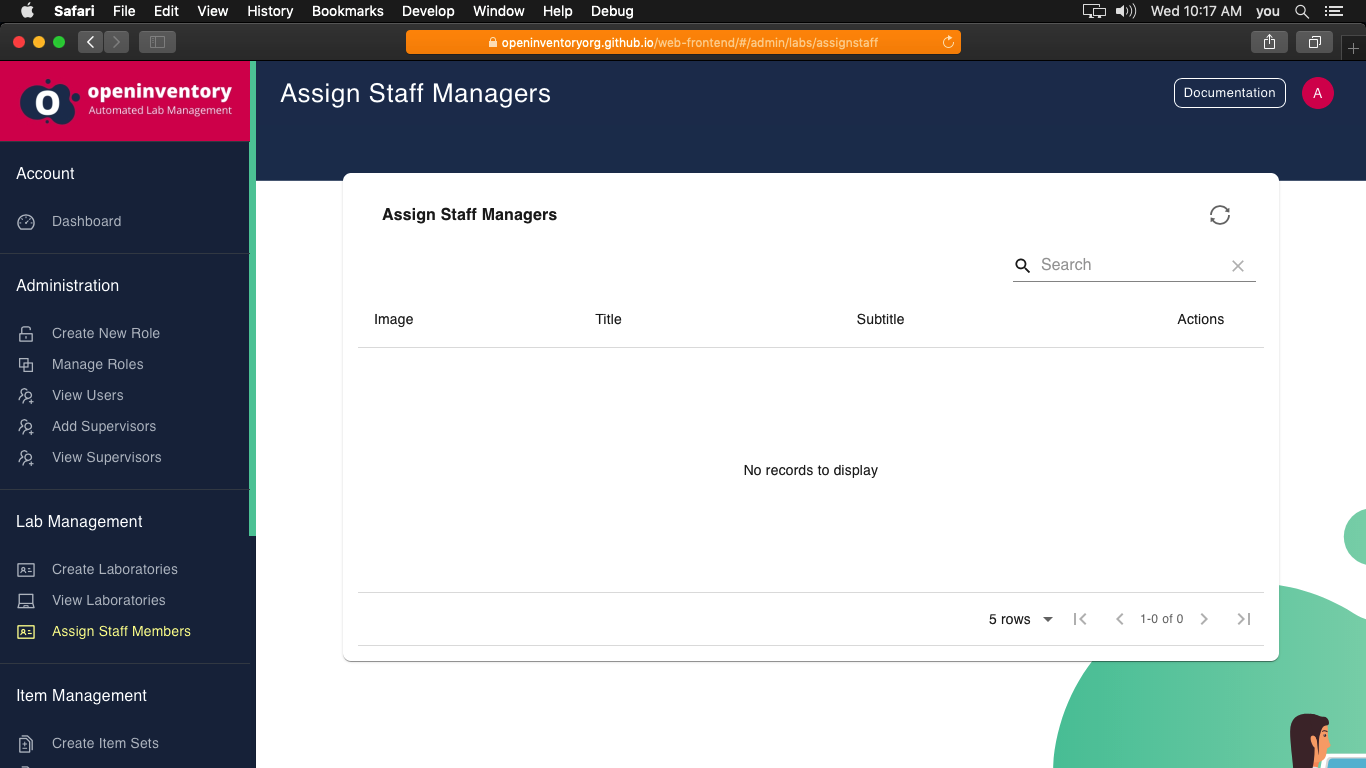 Safari File Edit View History Bookmarks Develop Window Help Debug Wed 10:17 AM you
openinventoryorg.github.io/web-frontend/#/admin/labs/assignstaff
openinventory
Automated Lab Management
Assign Staff Managers
Documentation
A
Account
Dashboard
Administration
Create New Role
Manage Roles
View Users
Add Supervisors
View Supervisors
Lab Management
Create Laboratories
View Laboratories
Assign Staff Members
Item Management
Create Item Sets
Assign Staff Managers
Search
Image Title Subtitle Actions
No records to display
5 rows 1-0 of 0